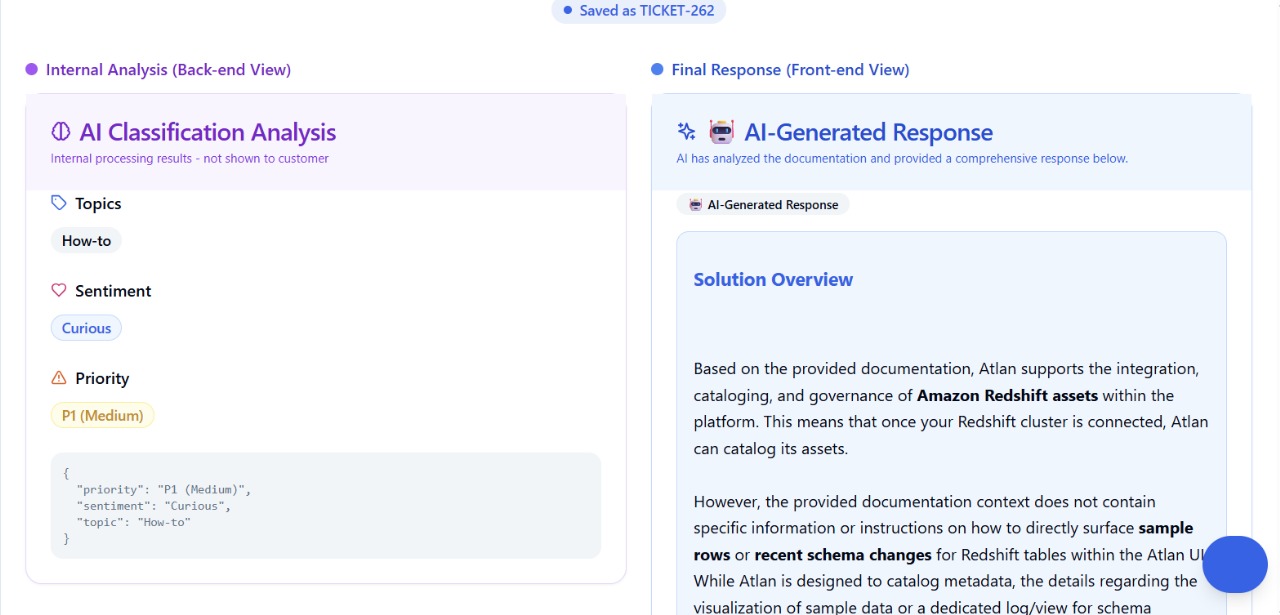 Saved as TICKET-262
Internal Analysis (Back-end View)
AI Classification Analysis
Internal processing results - not shown to customer
Topics
How-to
Sentiment
Curious
Priority
P1 (Medium)
{
"priority": "P1 (Medium)",
"sentiment": "Curious",
"topic": "How-to"
}
Final Response (Front-end View)
AI-Generated Response
AI has analyzed the documentation and provided a comprehensive response below.
AI-Generated Response
Solution Overview
Based on the provided documentation, Atlan supports the integration,
cataloging, and governance of Amazon Redshift assets within the
platform. This means that once your Redshift cluster is connected, Atlan
can catalog its assets.
However, the provided documentation context does not contain
specific information or instructions on how to directly surface sample
rows or recent schema changes for Redshift tables within the Atlan UI
While Atlan is designed to catalog metadata, the details regarding the
visualization of sample data or a dedicated log/view for schema